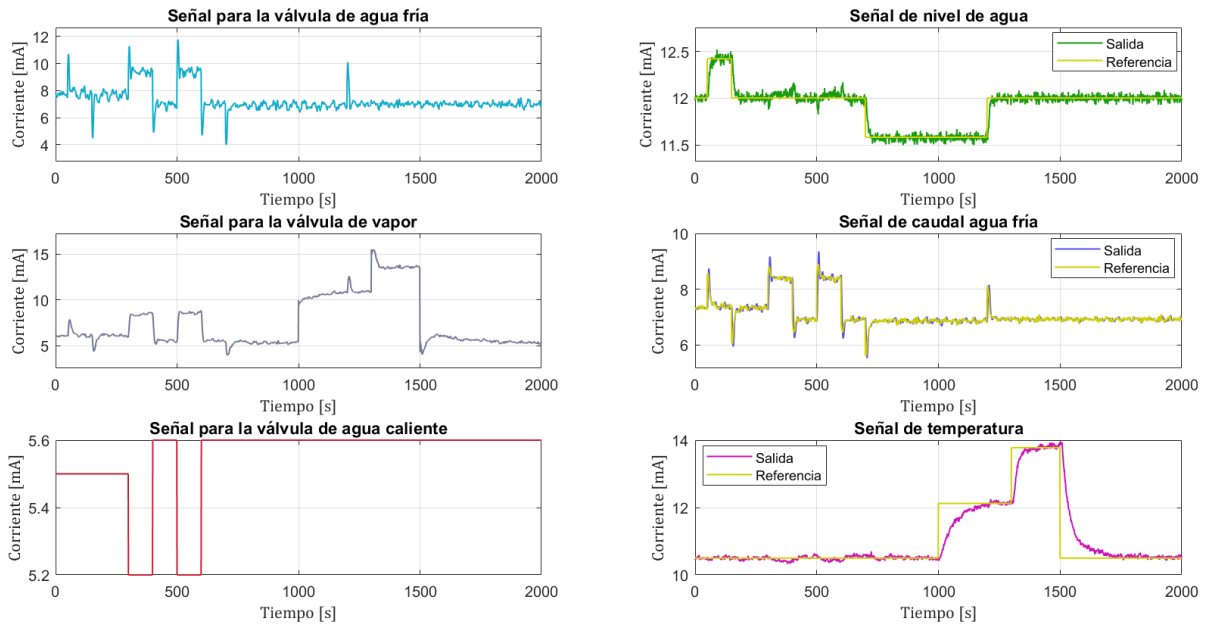 Señal para la válvula de agua fría
12
10
8
6
4
Corriente [mA]
0 500 1000 1500 2000
Tiempo [s]
Señal de nivel de agua
12.5
12
11.5
Corriente [mA]
Salida
Referencia
0 500 1000 1500 2000
Tiempo [s]
Señal para la válvula de vapor
15
10
5
Corriente [mA]
0 500 1000 1500 2000
Tiempo [s]
Señal de caudal agua fría
10
8
6
Corriente [mA]
Salida
Referencia
0 500 1000 1500 2000
Tiempo [s]
Señal para la válvula de agua caliente
5.6
5.4
5.2
Corriente [mA]
0 500 1000 1500 2000
Tiempo [s]
Señal de temperatura
14
12
10
Corriente [mA]
Salida
Referencia
0 500 1000 1500 2000
Tiempo [s]